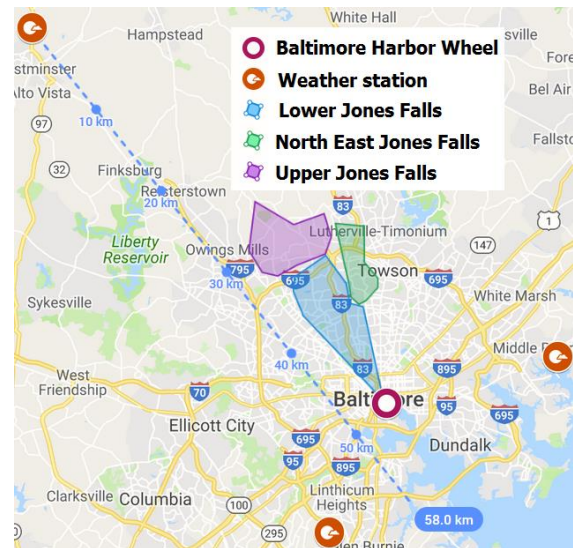 White Hall
Hampstead
Baltimore Harbor Wheel
Weather station
Lower Jones Falls
North East Jones Falls
Upper Jones Falls
stminster
Alto Vista
Bel Air
97
10 km
Fallsto
Finksburg
32
Reisterstown
20 km
83
1
Lutherville-Timonium
Liberty
Reservoir
Owings Mills
147
795
Towson
695
695
30 km
83
Sykesville
White Marsh
40 km
83
895
Middle R
West
Friendship
70
Baltimore
95
695
Ellicott City
695
50 km
Dundalk
95
895
Linthicum
Heights
Clarksville
Columbia
100
58.0 km
295
Glen Burnie